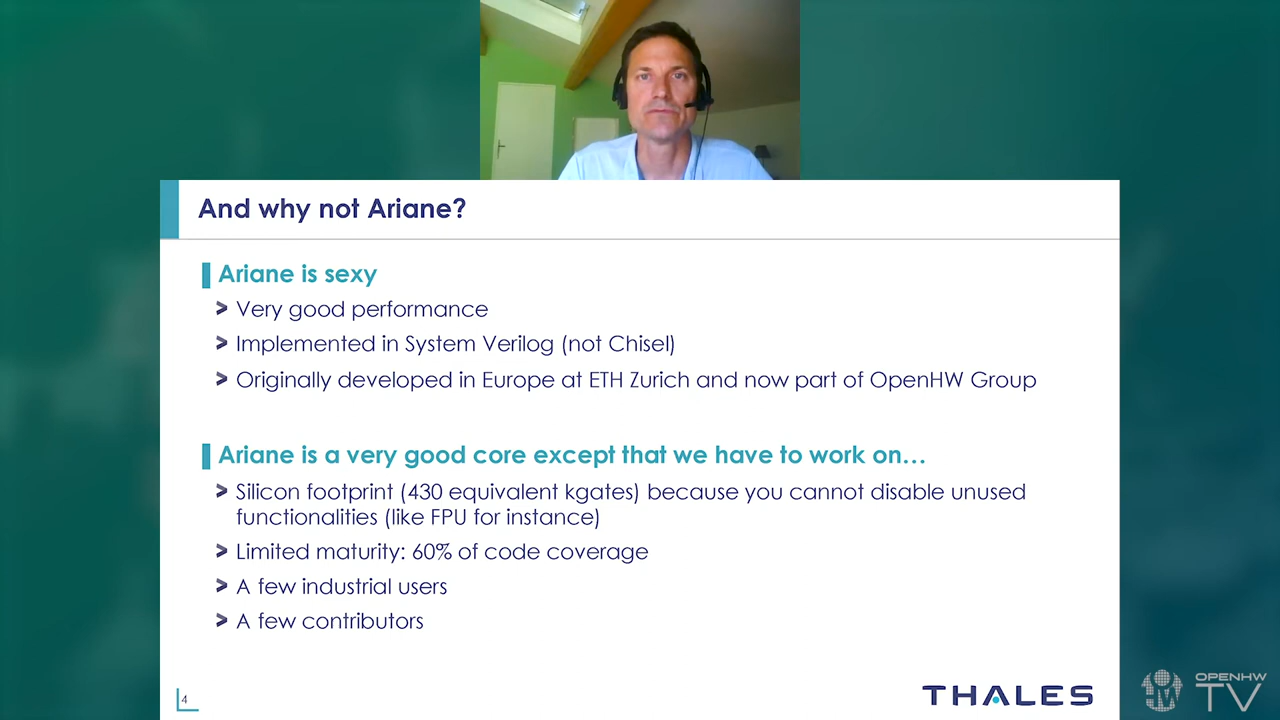 And why not Ariane?
Ariane is sexy
> Very good performance
> Implemented in System Verilog (not Chisel)
> Originally developed in Europe at ETH Zurich and now part of OpenHW Group
Ariane is a very good core except that we have to work on…
> Silicon footprint (430 equivalent kgates) because you cannot disable unused
functionalities (like FPU for instance)
> Limited maturity: 60% of code coverage
> A few industrial users
> A few contributors
4
THALES
OPENHW
TV